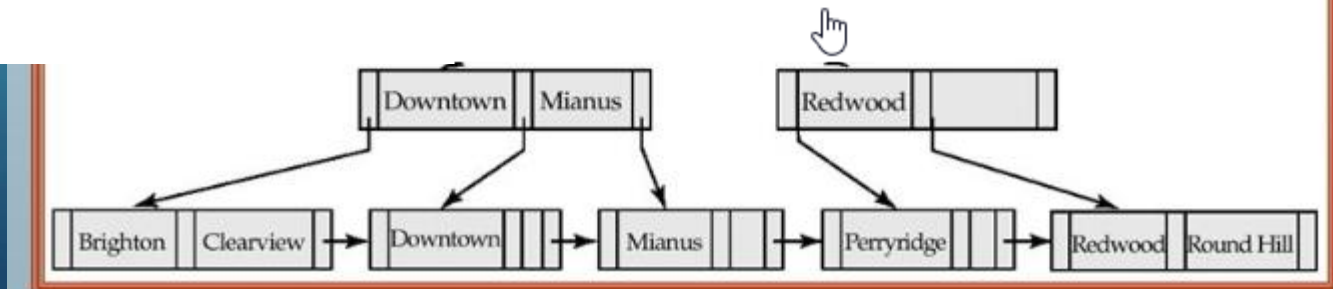 Downtown Mianus Redwood
Brighton Clearview Downtown Mianus Perryridge Redwood Round Hill